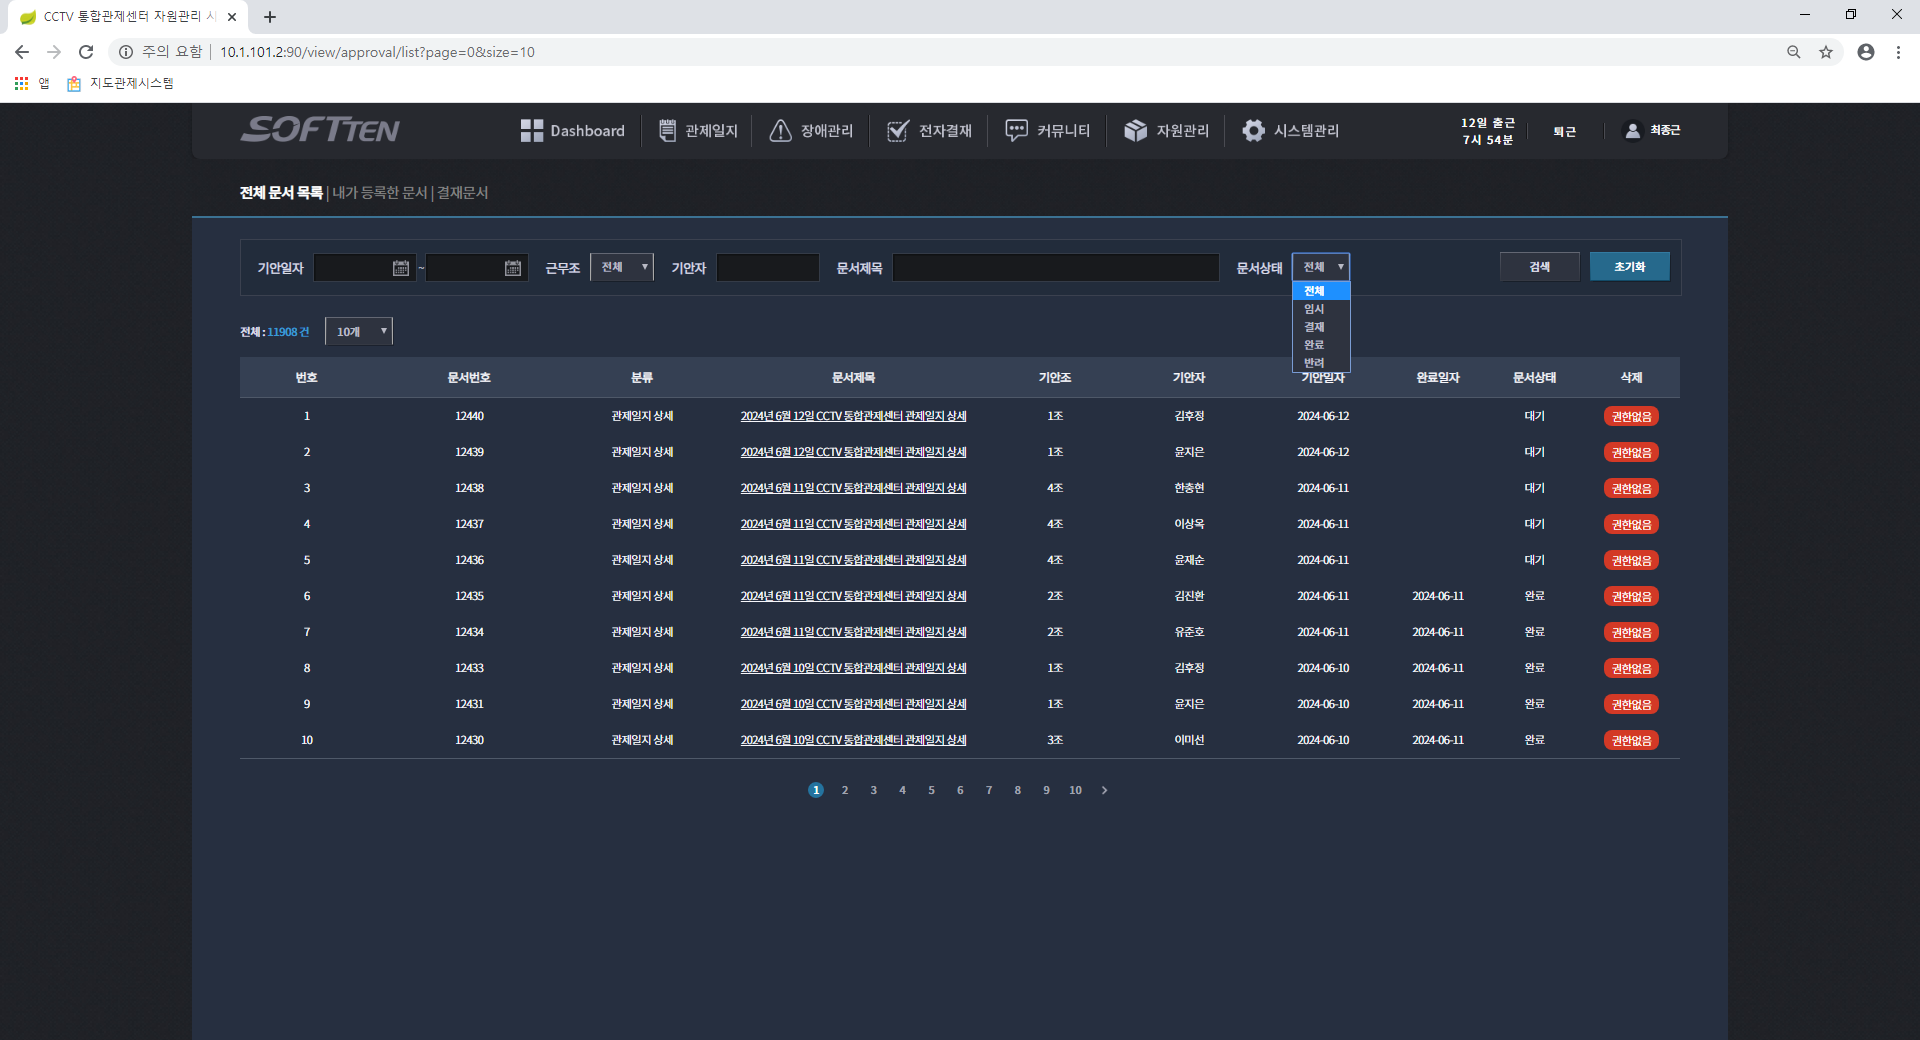 CCTV 통합관제센터 자원관리 시
주의 요함 10.1.101.2:90/view/approval/list?page=0&size=10
앱 지도관제시스템
SOFTTEN Dashboard 관제일지 장애관리 전자결재 커뮤니티 자원관리 시스템관리 12일 출근 퇴근 최종근
7시 54분
전체 문서 목록 | 내가 등록한 문서 | 결재문서
기안일자 ~ 근무조 전체 기안자 문서제목 문서상태 전체 검색 초기화
전체
임시
결재
완료
반려
전체 : 11908 건 10개
번호 문서번호 분류 문서제목 기안조 기안자 기안일자 완료일자 문서상태 삭제
1 12440 관제일지 상세 2024년 6월 12일 CCTV 통합관제센터 관제일지 상세 1조 김후정 2024-06-12 대기 권한없음
2 12439 관제일지 상세 2024년 6월 12일 CCTV 통합관제센터 관제일지 상세 1조 윤지은 2024-06-12 대기 권한없음
3 12438 관제일지 상세 2024년 6월 11일 CCTV 통합관제센터 관제일지 상세 4조 한충현 2024-06-11 대기 권한없음
4 12437 관제일지 상세 2024년 6월 11일 CCTV 통합관제센터 관제일지 상세 4조 이상옥 2024-06-11 대기 권한없음
5 12436 관제일지 상세 2024년 6월 11일 CCTV 통합관제센터 관제일지 상세 4조 윤재순 2024-06-11 대기 권한없음
6 12435 관제일지 상세 2024년 6월 11일 CCTV 통합관제센터 관제일지 상세 2조 김진환 2024-06-11 2024-06-11 완료 권한없음
7 12434 관제일지 상세 2024년 6월 11일 CCTV 통합관제센터 관제일지 상세 2조 유준호 2024-06-11 2024-06-11 완료 권한없음
8 12433 관제일지 상세 2024년 6월 10일 CCTV 통합관제센터 관제일지 상세 1조 김후정 2024-06-10 2024-06-11 완료 권한없음
9 12431 관제일지 상세 2024년 6월 10일 CCTV 통합관제센터 관제일지 상세 1조 윤지은 2024-06-10 2024-06-11 완료 권한없음
10 12430 관제일지 상세 2024년 6월 10일 CCTV 통합관제센터 관제일지 상세 3조 이미선 2024-06-10 2024-06-11 완료 권한없음
1 2 3 4 5 6 7 8 9 10